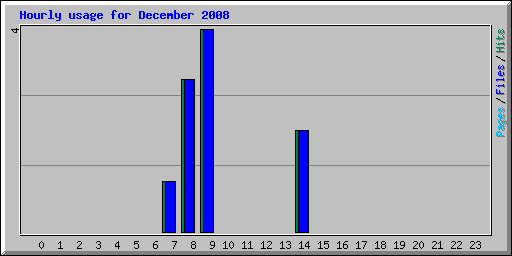 Hourly usage for December 2008
4
Pages/Files/Hits
0 1 2 3 4 5 6 7 8 9 10 11 12 13 14 15 16 17 18 19 20 21 22 23